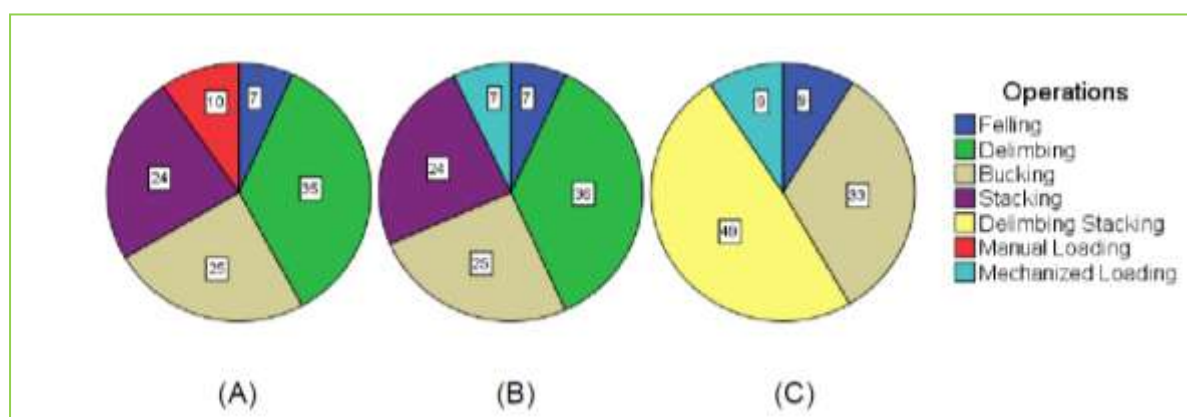 10
7
35
25
24
7
7
36
25
24
9
9
33
49
Operations
Felling
Delimbing
Bucking
Stacking
Delimbing Stacking
Manual Loading
Mechanized Loading
(A)
(B)
(C)